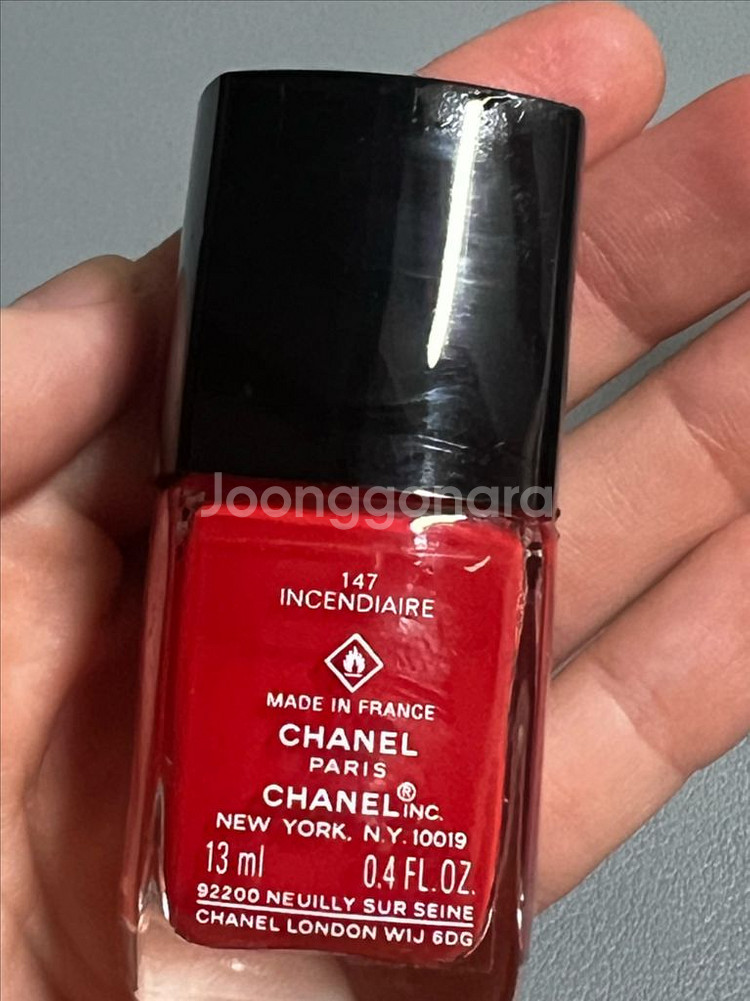 Joonggonara
147
INCENDIAIRE
MADE IN FRANCE
CHANEL
PARIS
CHANEL® INC.
NEW YORK, N.Y. 10019
13 ml 0.4 FL.OZ.
92200 NEUILLY SUR SEINE
CHANEL LONDON W1J 6DG